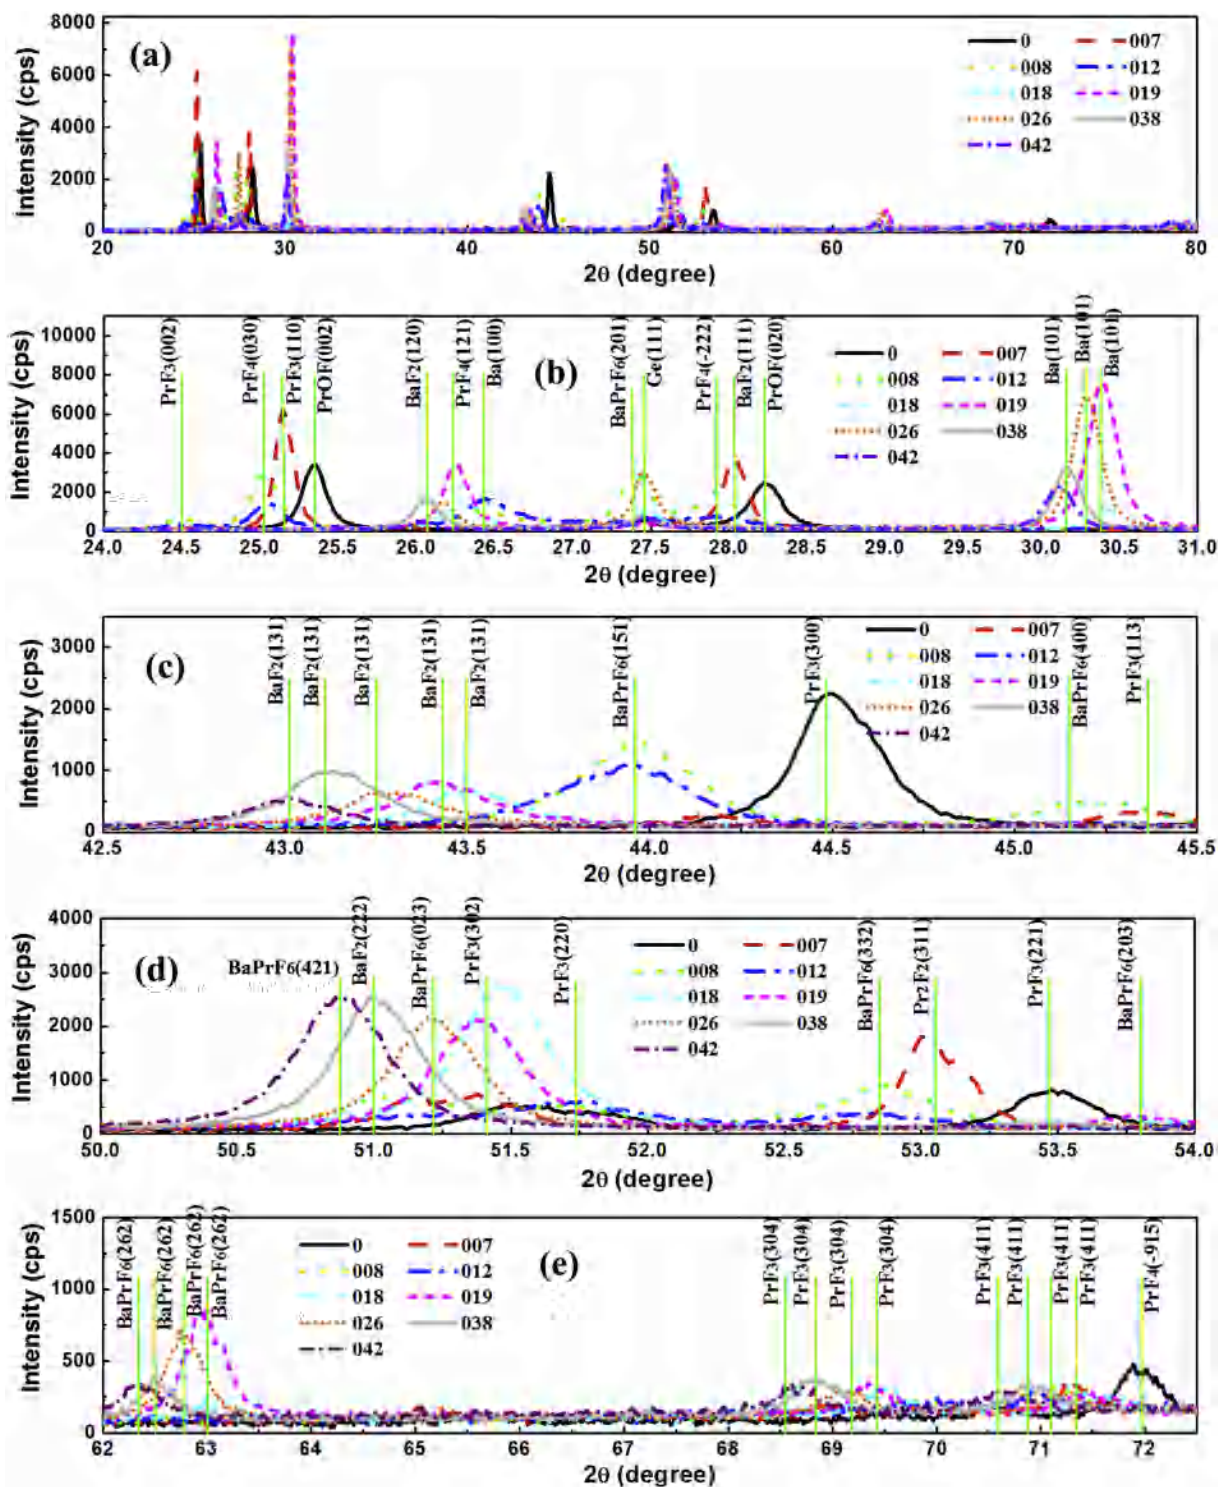 (a)
Intensity (cps)
8000
6000
4000
2000
0
0 007
008 012
018 019
026 038
042
20 30 40 50 60 70 80
2θ (degree)
(b)
Intensity (cps)
10000
8000
6000
4000
2000
0
PrF3(002)
PrF4(030)
PrF3(110)
PrOF(002)
BaF2(120)
PrF4(121)
Ba(100)
BaPrF6(201)
Ge(111)
PrF4(-222)
BaF2(111)
PrOF(020)
Ba(101)
Ba(101)
Ba(101)
0 007
008 012
018 019
026 038
042
24.0 24.5 25.0 25.5 26.0 26.5 27.0 27.5 28.0 28.5 29.0 29.5 30.0 30.5 31.0
2θ (degree)
(c)
Intensity (cps)
3000
2000
1000
0
BaF2(131)
BaF2(131)
BaF2(131)
BaF2(131)
BaF2(131)
BaPrF6(151)
PrF3(300)
BaPrF6(400)
PrF3(113)
0 007
008 012
018 019
026 038
042
42.5 43.0 43.5 44.0 44.5 45.0 45.5
2θ (degree)
(d)
Intensity (cps)
4000
3000
2000
1000
0
BaPrF6(421)
BaF2(222)
BaPrF6(023)
PrF3(302)
PrF3(220)
BaPrF6(332)
Pr2F2(311)
PrF3(221)
BaPrF6(203)
0 007
008 012
018 019
026 038
042
50.0 50.5 51.0 51.5 52.0 52.5 53.0 53.5 54.0
2θ (degree)
(e)
Intensity (cps)
1500
1000
500
0
BaPrF6(262)
BaPrF6(262)
BaPrF6(262)
BaPrF6(262)
PrF3(304)
PrF3(304)
PrF3(304)
PrF3(304)
PrF3(411)
PrF3(411)
PrF3(411)
PrF3(411)
PrF4(-915)
0 007
008 012
018 019
026 038
042
62 63 64 65 66 67 68 69 70 71 72
2θ (degree)